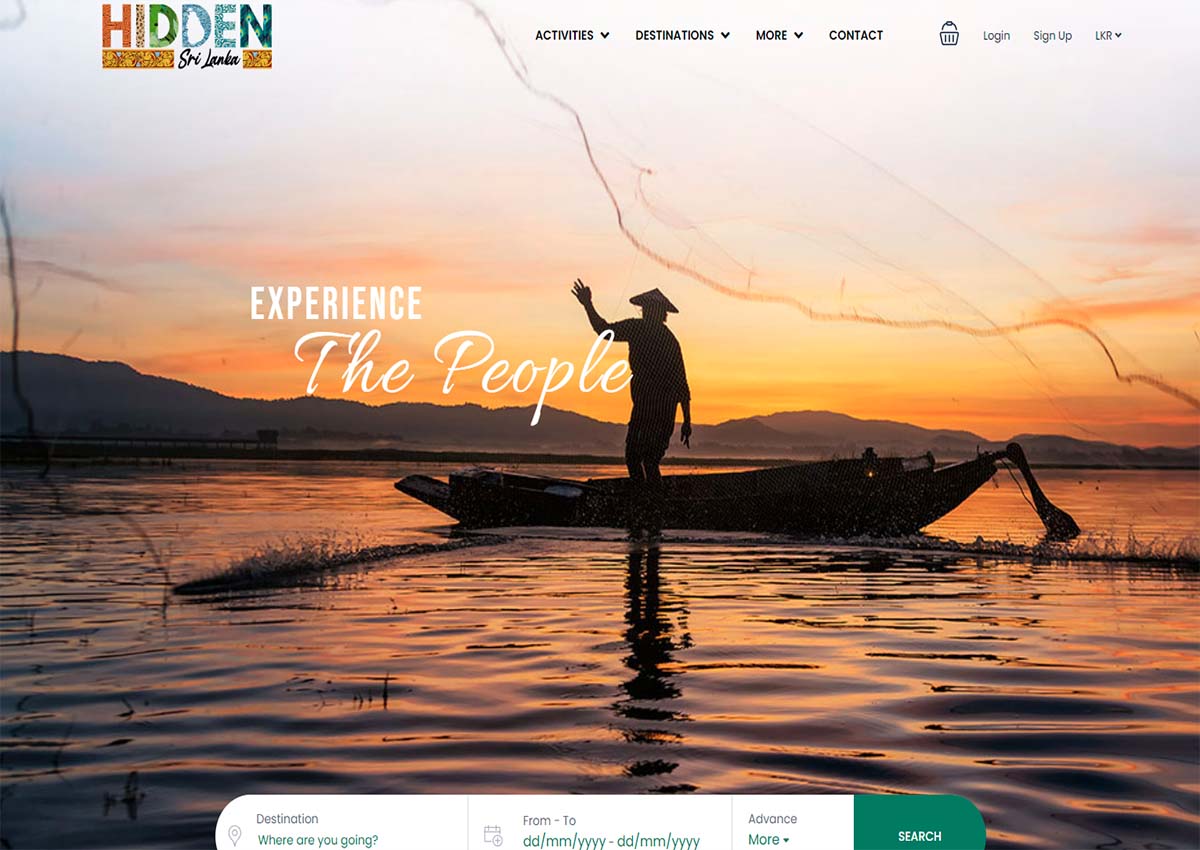 HIDDEN
Sri Lanka
ACTIVITIES
DESTINATIONS
MORE
CONTACT
Login
Sign Up
LKR
EXPERIENCE
The People
Destination
Where are you going?
From - To
dd/mm/yyyy - dd/mm/yyyy
Advance
More
SEARCH